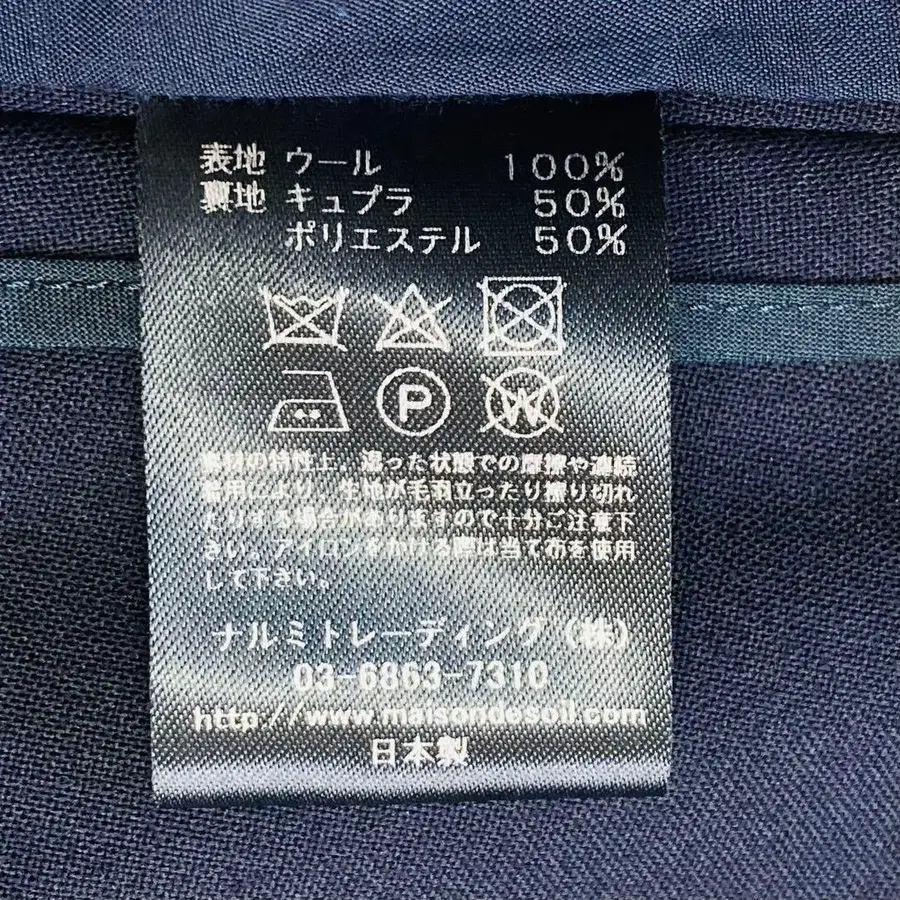 表地 ウール 100%
裏地 キュプラ 50%
ポリエステル 50%
P
W
素材の特性上、湿った状態での摩擦や連続
着用により、生地が毛羽立ったり擦り切れ
たりする場合がありますので十分ご注意下
さい。アイロンをかける際は当て布を使用
して下さい。
ナルミトレーディング(株)
03-6863-7310
http://www.maisondesoil.com
日本製